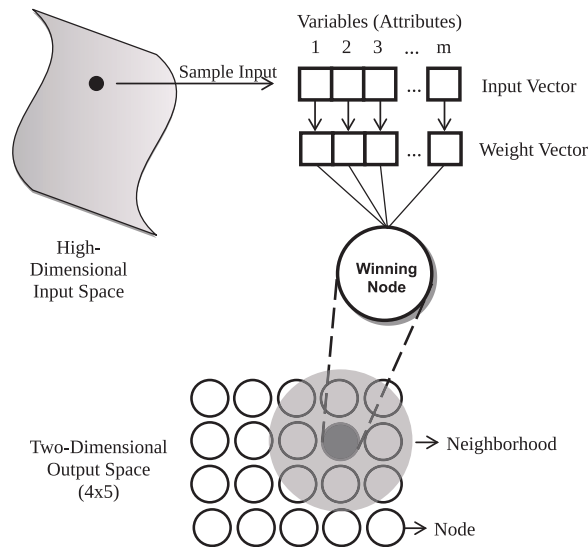 Variables (Attributes)
1 2 3 ... m
Sample Input
... Input Vector
... Weight Vector
High-
Dimensional
Input Space
Winning
Node
Two-Dimensional
Output Space
(4x5)
Neighborhood
Node